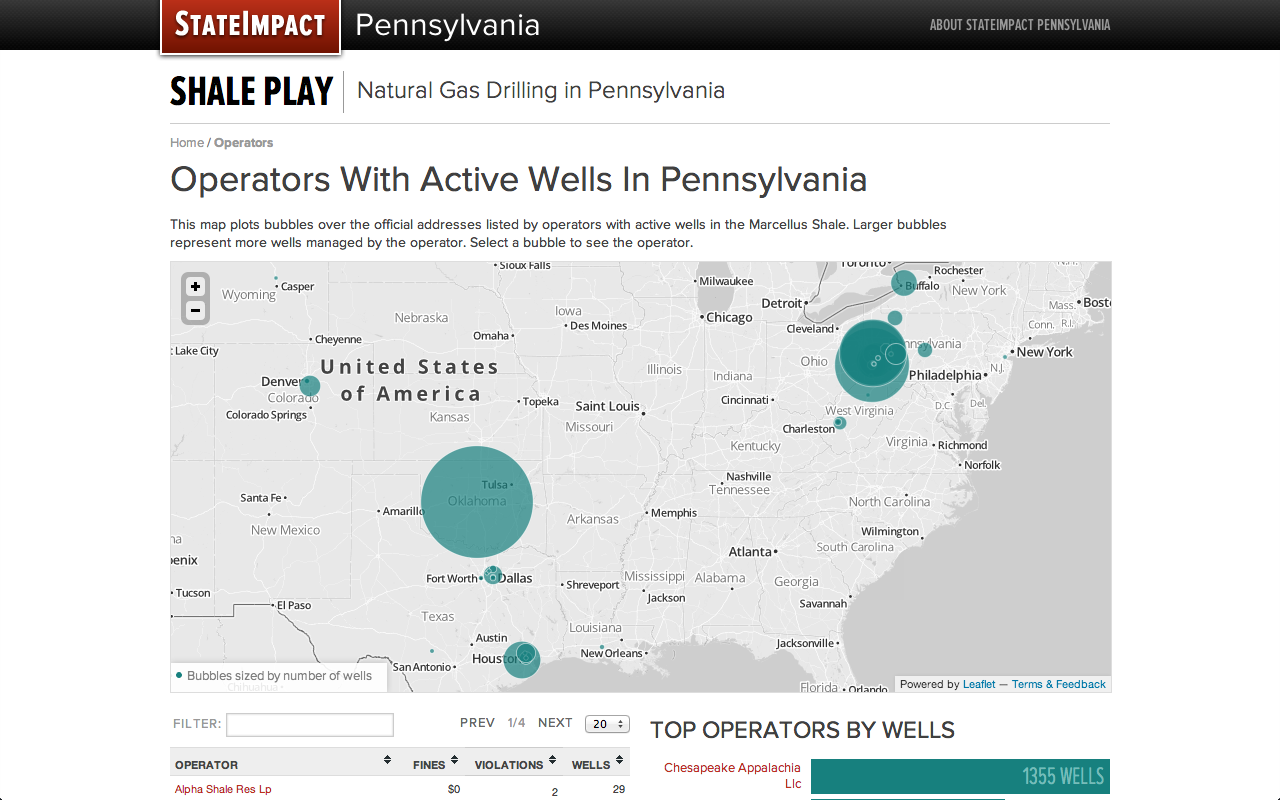 STATEIMPACT
Pennsylvania
ABOUT STATEIMPACT PENNSYLVANIA
SHALE PLAY
Natural Gas Drilling in Pennsylvania
Home / Operators
Operators With Active Wells In Pennsylvania
This map plots bubbles over the official addresses listed by operators with active wells in the Marcellus Shale. Larger bubbles
represent more wells managed by the operator. Select a bubble to see the operator.
+
−
Sioux Falls
Toronto
Rochester
Casper
Wyoming
Milwaukee
Buffalo
New York
Nebraska
Iowa
Detroit
Mass.
Bost
Chicago
Des Moines
Conn.
R.I.
Omaha
Cleveland
Cheyenne
Lake City
nnsylvania
New York
United States
of America
Ohio
Illinois
Indiana
N.J.
Philadelphia
Denver
Colorado
Topeka
Saint Louis
Cincinnati
West Virginia
D.C.
Del.
Colorado Springs
Kansas
Missouri
Charleston
Kentucky
Virginia
Richmond
Norfolk
Nashville
Tulsa
Tennessee
Santa Fe
Oklahoma
North Carolina
Amarillo
Arkansas
Memphis
New Mexico
Wilmington
na
South Carolina
Atlanta
enix
Fort Worth
Dallas
Mississippi
Alabama
Georgia
Shreveport
Tucson
Jackson
El Paso
Savannah
Texas
Louisiana
Austin
Jacksonville
Houston
New Orleans
San Antonio
Bubbles sized by number of wells
Chihuahua
Florida
Orlando
Powered by Leaflet — Terms & Feedback
FILTER:
PREV 1/4 NEXT 20
TOP OPERATORS BY WELLS
OPERATOR FINES VIOLATIONS WELLS
Alpha Shale Res Lp $0 2 29
Chesapeake Appalachia
Llc
1355 WELLS